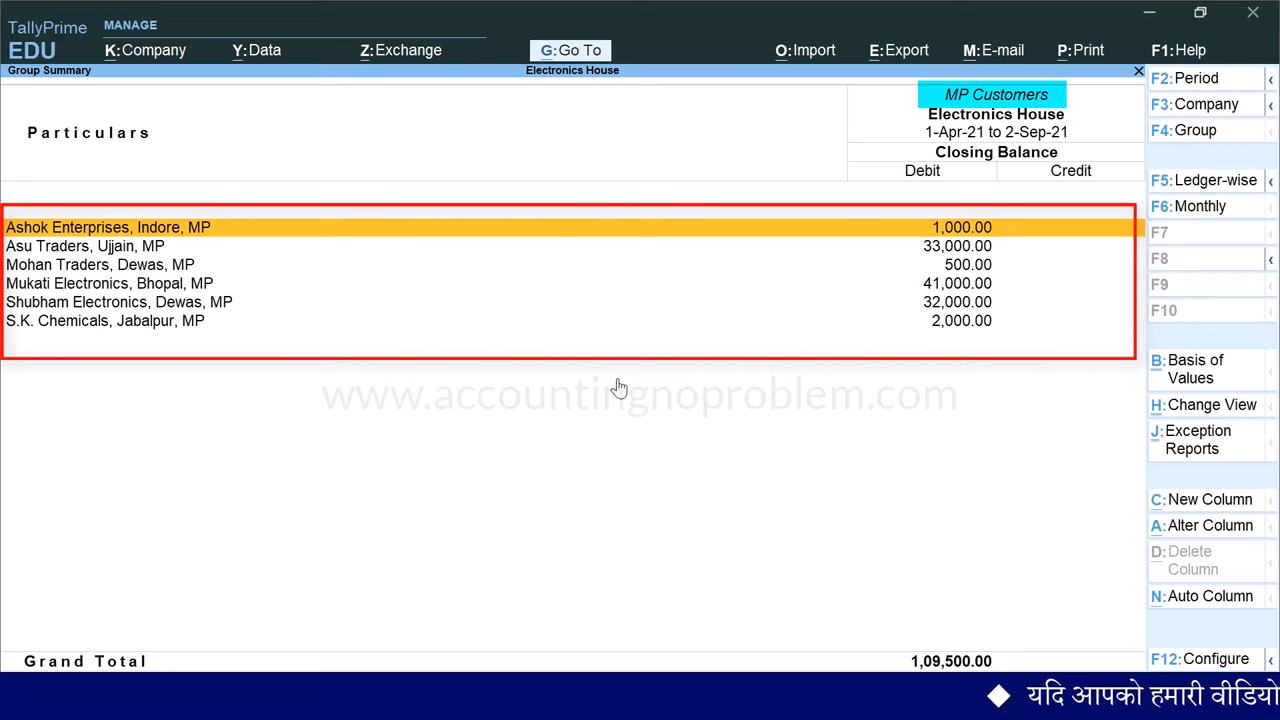 TallyPrime
EDU
MANAGE
K:Company
Y:Data
Z:Exchange
G:Go To
O:Import
E:Export
M:E-mail
P:Print
F1:Help
Group Summary
Electronics House
Particulars
MP Customers
Electronics House
1-Apr-21 to 2-Sep-21
Closing Balance
Debit Credit
Ashok Enterprises, Indore, MP 1,000.00
Asu Traders, Ujjain, MP 33,000.00
Mohan Traders, Dewas, MP 500.00
Mukati Electronics, Bhopal, MP 41,000.00
Shubham Electronics, Dewas, MP 32,000.00
S.K. Chemicals, Jabalpur, MP 2,000.00
www.accountingnoproblem.com
Grand Total 1,09,500.00
F2:Period
F3:Company
F4:Group
F5:Ledger-wise
F6:Monthly
F7
F8
F9
F10
B:Basis of
Values
H:Change View
J:Exception
Reports
C:New Column
A:Alter Column
D:Delete
Column
N:Auto Column
F12:Configure
यदि आपको हमारी वीडियो